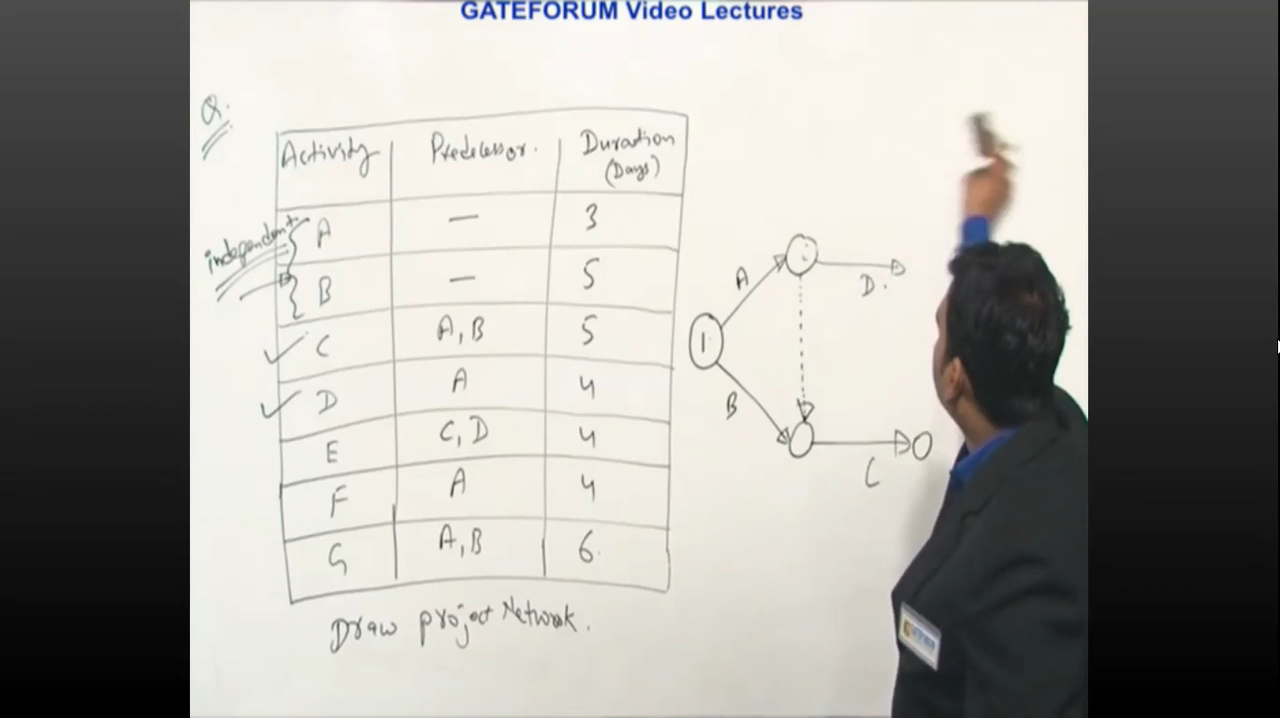 GATEFORUM Video Lectures
Q.
Activity Predecessor. Duration (Days)
independent
A — 3
B — 5
C A,B 5
D A 4
E C,D 4
F A 4
G A,B 6.
Draw project Network.
1
A
B
D.
C